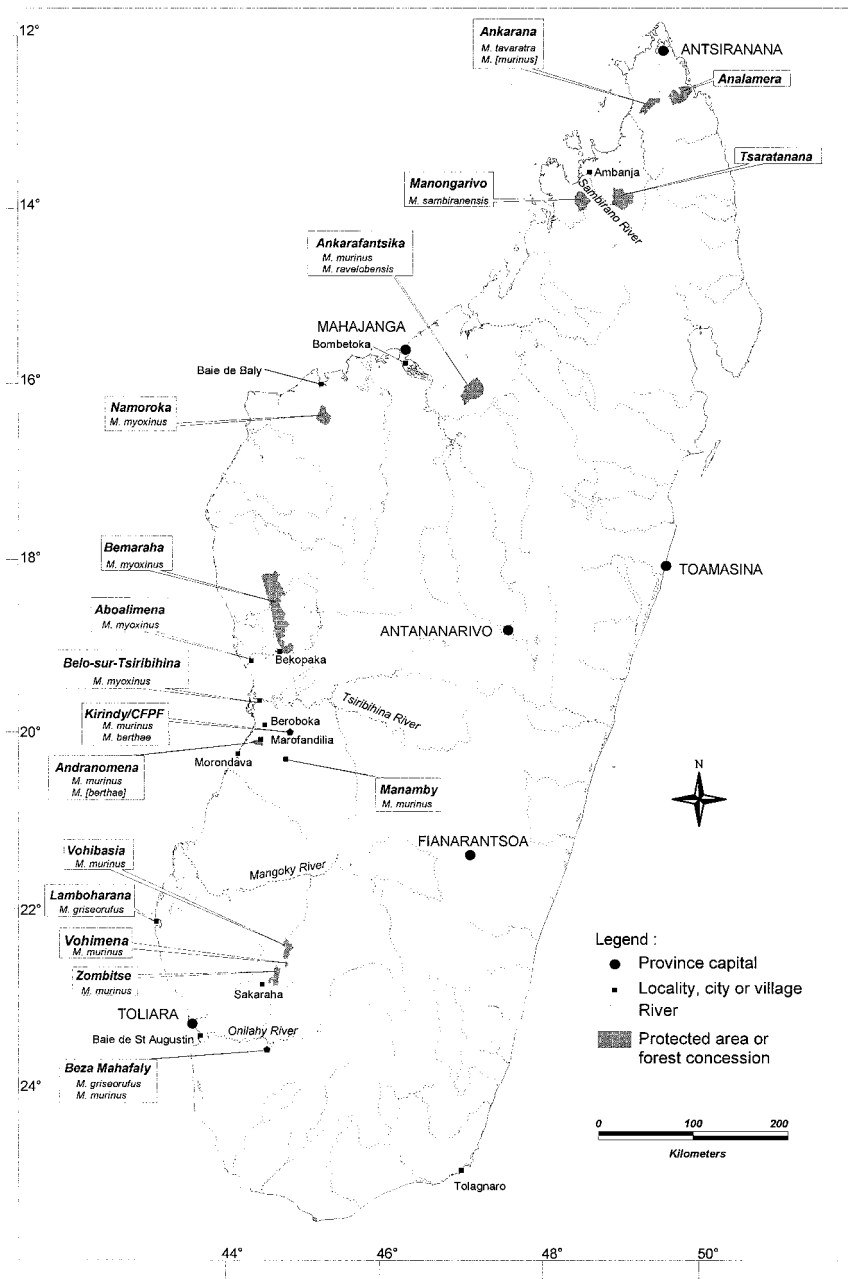 12°
14°
16°
18°
20°
22°
24°
44°
46°
48°
50°
Ankarana
M. tavaratra
M. [murinus]
ANTSIRANANA
Analamera
Tsaratanana
Ambanja
Manongarivo
M. sambiranensis
Sambirano River
Ankarafantsika
M. murinus
M. ravelobensis
MAHAJANGA
Bombetoka
Baie de Baly
Namoroka
M. myoxinus
Bemaraha
M. myoxinus
TOAMASINA
Aboalimena
M. myoxinus
ANTANANARIVO
Bekopaka
Belo-sur-Tsiribihina
M. myoxinus
Tsiribihina River
Kirindy/CFPF
M. murinus
M. berthae
Beroboka
Marofandilia
Andranomena
M. murinus
M. [berthae]
Morondava
Manamby
M. murinus
N
FIANARANTSOA
Vohibasia
M. murinus
Mangoky River
Lamboharana
M. griseorufus
Vohimena
M. murinus
Zombitse
M. murinus
Sakaraha
TOLIARA
Baie de St Augustin
Onilahy River
Beza Mahafaly
M. griseorufus
M. murinus
Tolagnaro
Legend :
Province capital
Locality, city or village
River
Protected area or
forest concession
0 100 200
Kilometers